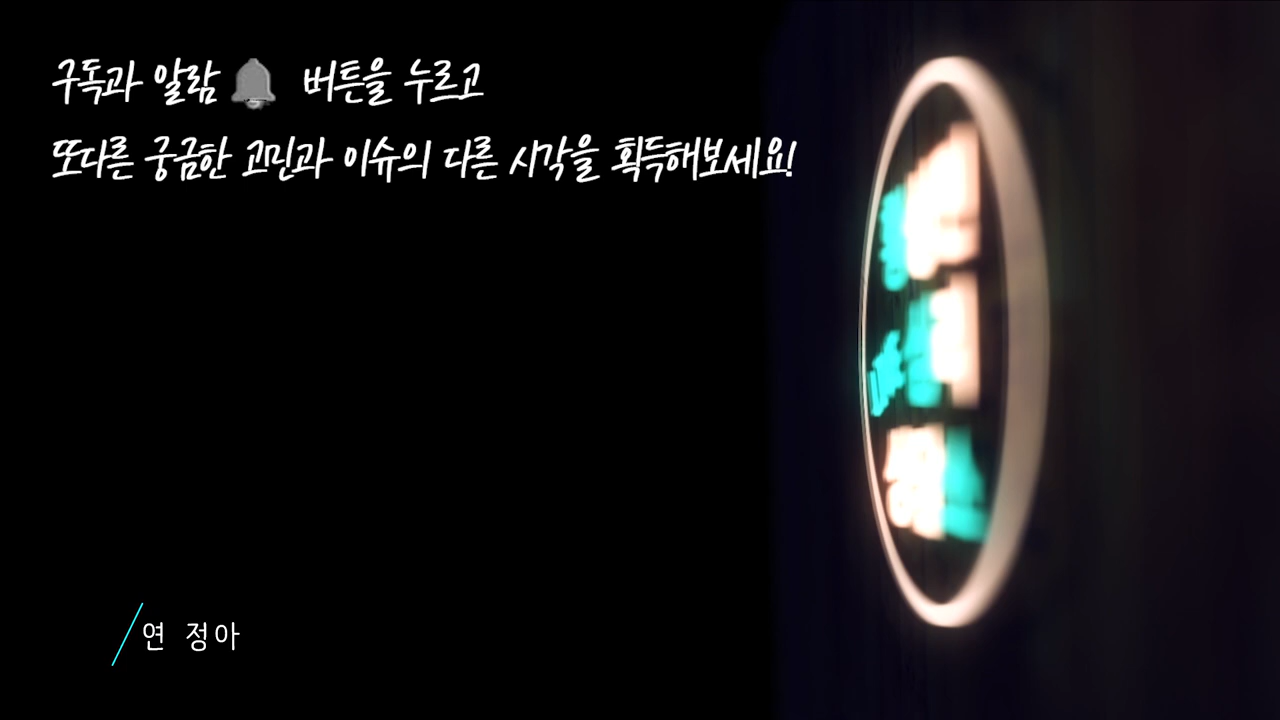 구독과 알람 버튼을 누르고
또다른 궁금한 고민과 이슈의 다른 시각을 획득해보세요!
연 정아